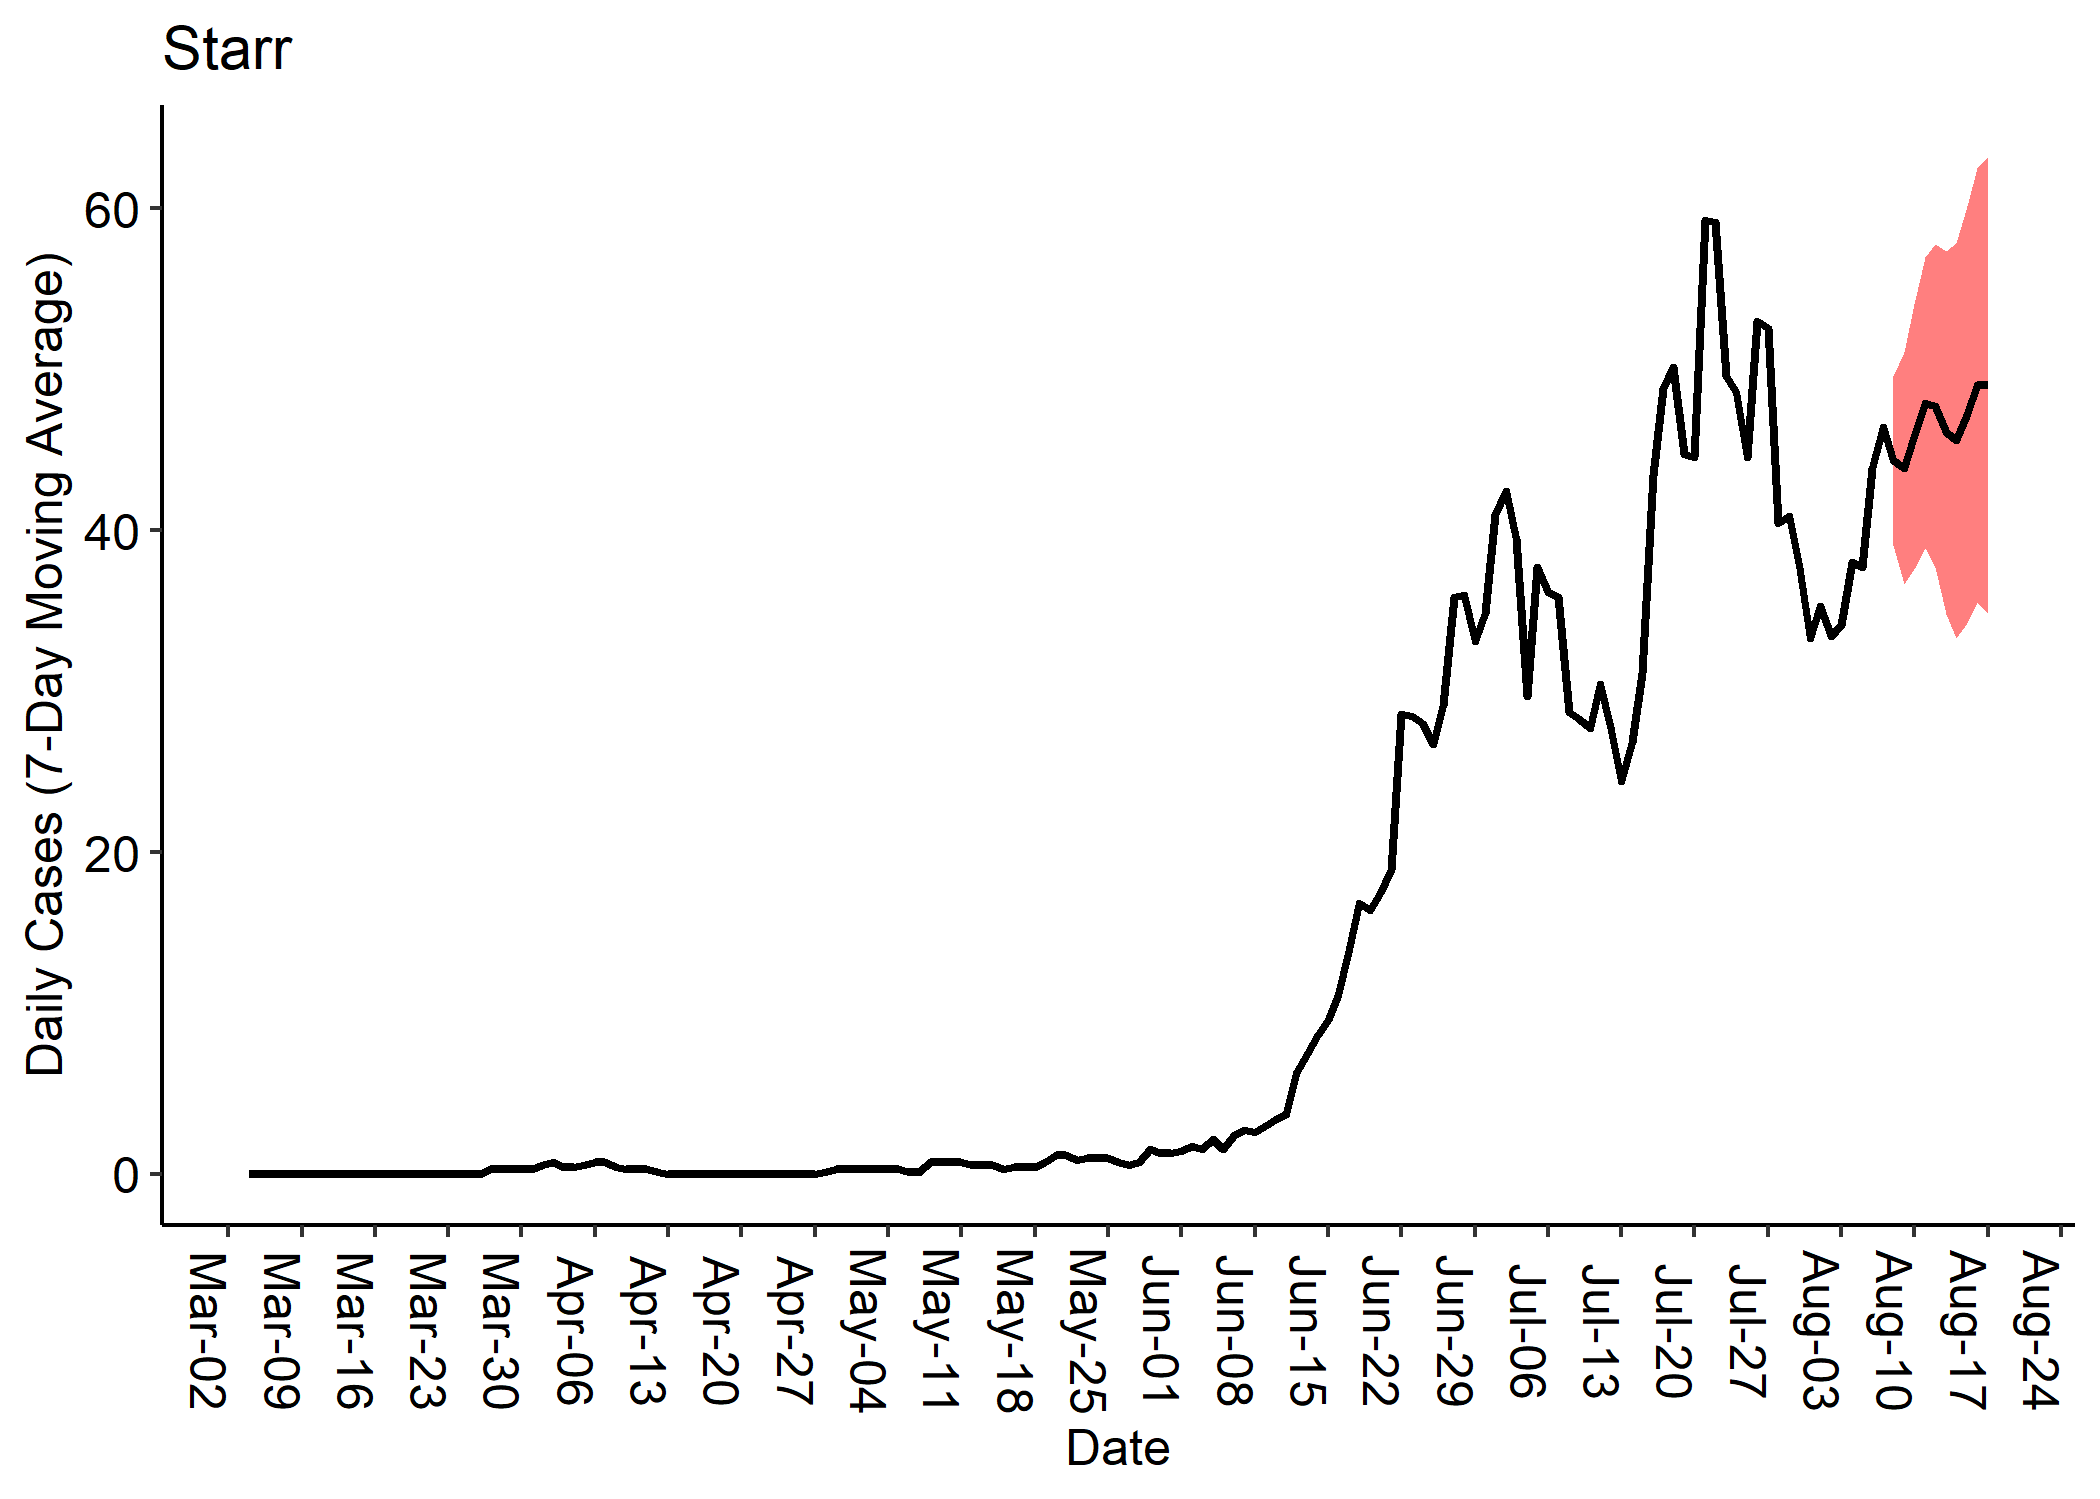 Starr
Daily Cases (7-Day Moving Average)
60
40
20
0
Mar-02
Mar-09
Mar-16
Mar-23
Mar-30
Apr-06
Apr-13
Apr-20
Apr-27
May-04
May-11
May-18
May-25
Jun-01
Jun-08
Jun-15
Jun-22
Jun-29
Jul-06
Jul-13
Jul-20
Jul-27
Aug-03
Aug-10
Aug-17
Aug-24
Date